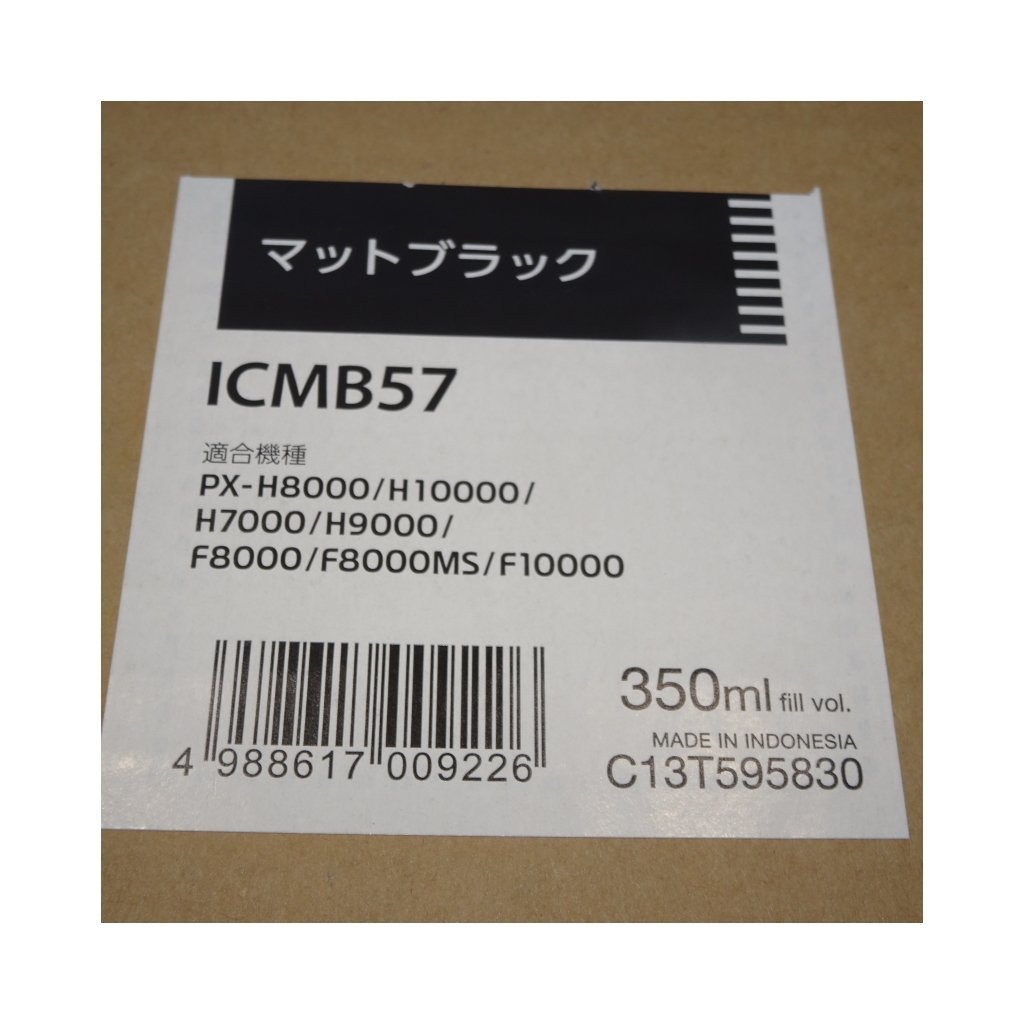 マットブラック
ICMB57
適合機種
PX-H8000/H10000/
H7000/H9000/
F8000/F8000MS/F10000
4 988617 009226
350ml fill vol.
MADE IN INDONESIA
C13T595830